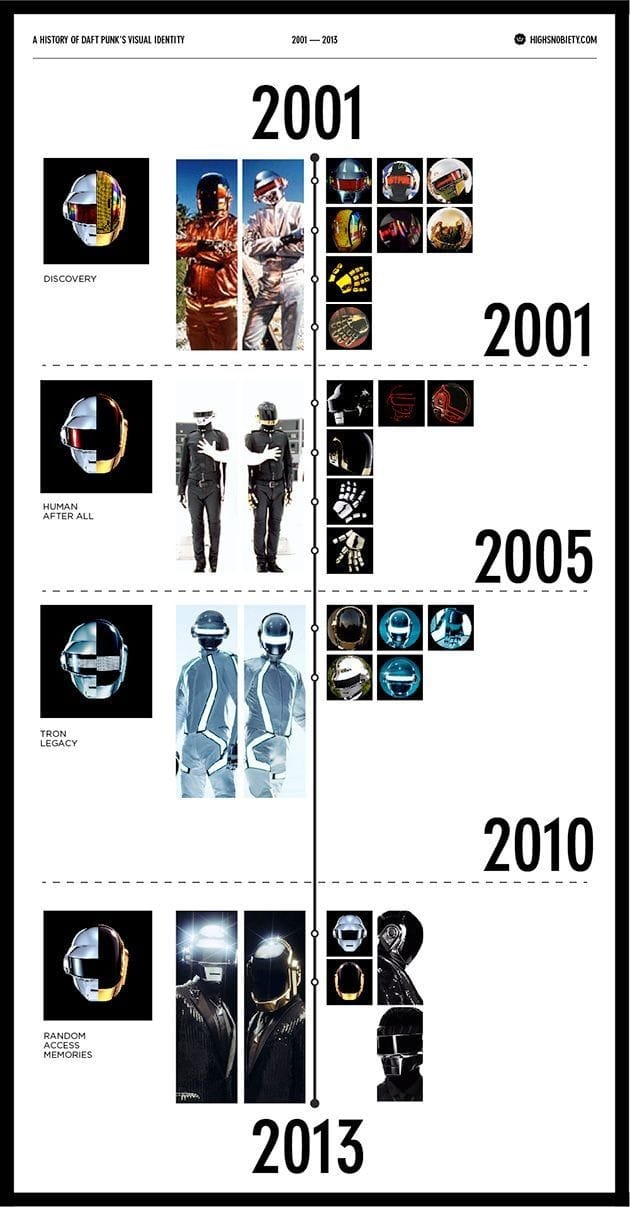 A HISTORY OF DAFT PUNK'S VISUAL IDENTITY
2001 — 2013
HIGHSNOBIETY.COM
2001
DISCOVERY
2001
HUMAN
AFTER ALL
2005
TRON
LEGACY
2010
RANDOM
ACCESS
MEMORIES
2013